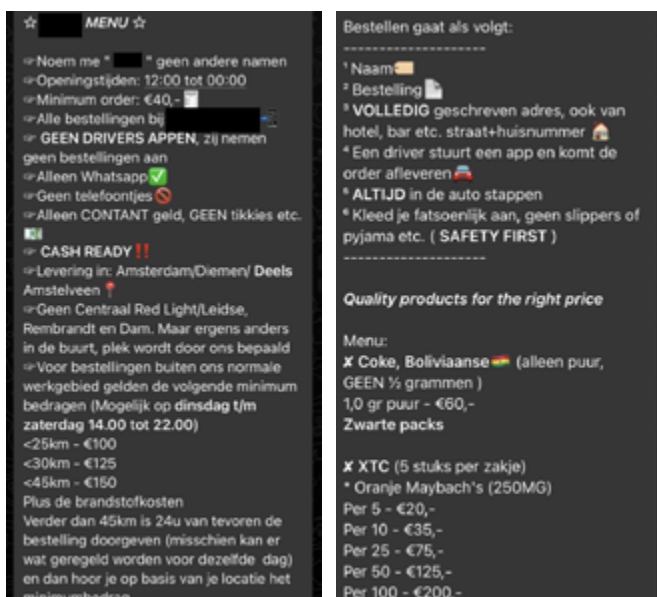 ☆ MENU ☆
☞Noem me " " geen andere namen
☞Openingstijden: 12:00 tot 00:00
☞Minimum order: €40,-
☞Alle bestellingen bij
☞ GEEN DRIVERS APPEN, zij nemen
geen bestellingen aan
☞Alleen Whatsapp✅
☞Geen telefoontjes🚫
☞Alleen CONTANT geld, GEEN tikkies etc.
💵
☞ CASH READY‼️
☞Levering in: Amsterdam/Diemen/ Deels
Amstelveen📍
☞Geen Centraal Red Light/Leidse,
Rembrandt en Dam. Maar ergens anders
in de buurt, plek wordt door ons bepaald
☞Voor bestellingen buiten ons normale
werkgebied gelden de volgende minimum
bedragen (Mogelijk op dinsdag t/m
zaterdag 14.00 tot 22.00)
<25km - €100
<30km - €125
<45km - €150
Plus de brandstofkosten
Verder dan 45km is 24u van tevoren de
bestelling doorgeven (misschien kan er
wat geregeld worden voor dezelfde dag)
en dan hoor je op basis van je locatie het
minimumbedrag
Bestellen gaat als volgt:
--------------------
¹ Naam
² Bestelling
³ VOLLEDIG geschreven adres, ook van
hotel, bar etc. straat+huisnummer 🏠
⁴ Een driver stuurt een app en komt de
order afleveren🚘
⁵ ALTIJD in de auto stappen
⁶ Kleed je fatsoenlijk aan, geen slippers of
pyjama etc. ( SAFETY FIRST )
--------------------
Quality products for the right price
Menu:
✘ Coke, Boliviaanse🇧🇴 (alleen puur,
GEEN ½ grammen )
1,0 gr puur - €60,-
Zwarte packs
✘ XTC (5 stuks per zakje)
* Oranje Maybach's (250MG)
Per 5 - €20,-
Per 10 - €35,-
Per 25 - €75,-
Per 50 - €125,-
Per 100 - €200,-